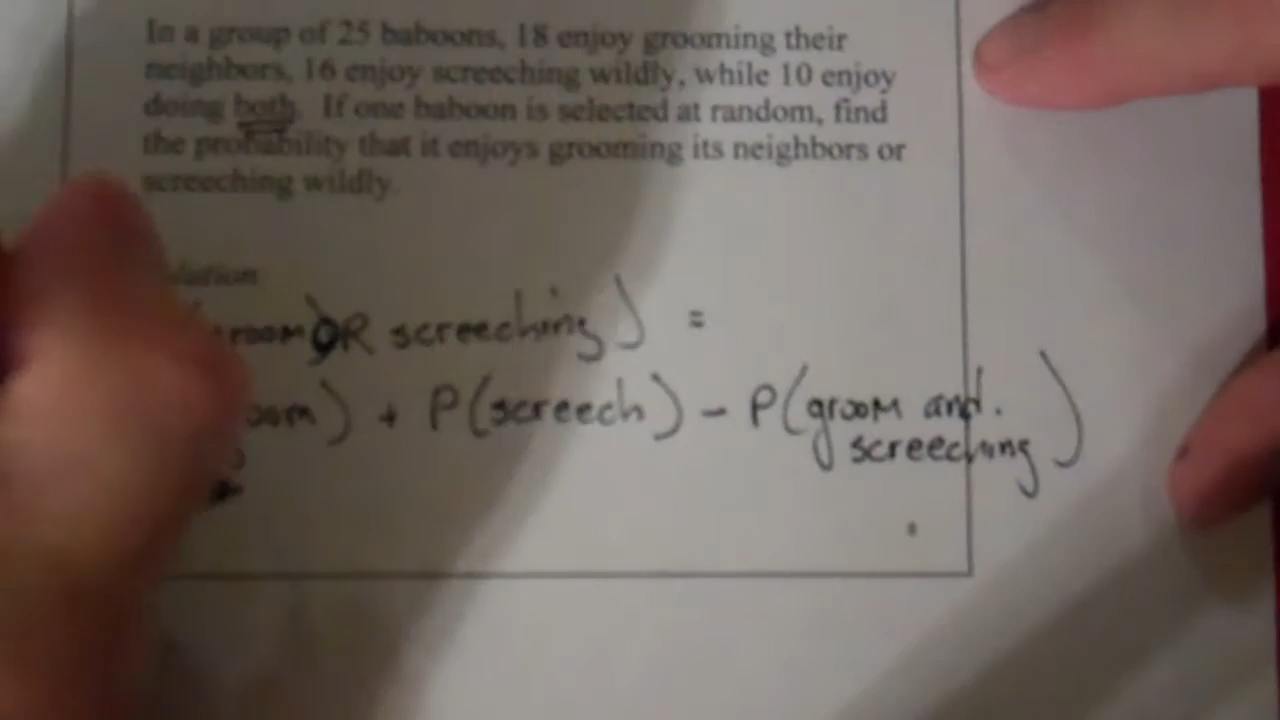 In a group of 25 baboons, 18 enjoy grooming their
neighbors, 16 enjoy screeching wildly, while 10 enjoy
doing both. If one baboon is selected at random, find
the probability that it enjoys grooming its neighbors or
screeching wildly.
OR screeching) =
) + P(screech) - P(groom and
screeching)